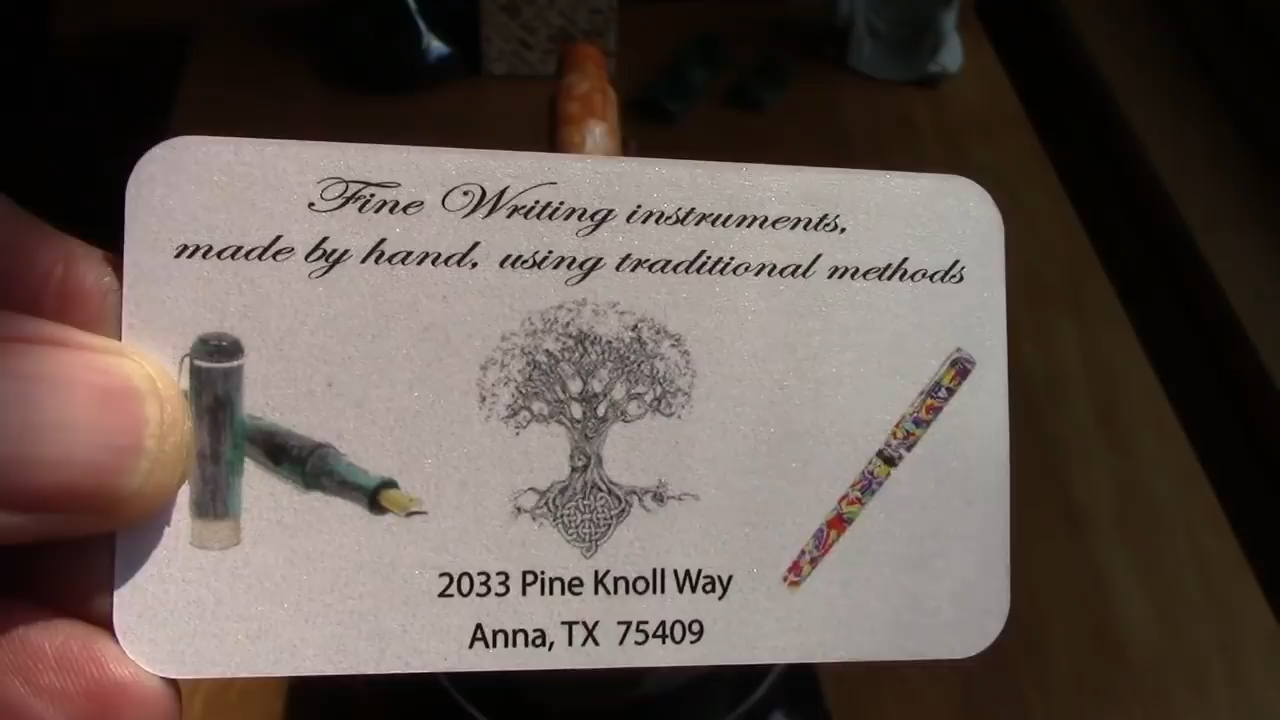 Fine Writing instruments,
made by hand, using traditional methods
2033 Pine Knoll Way
Anna, TX 75409